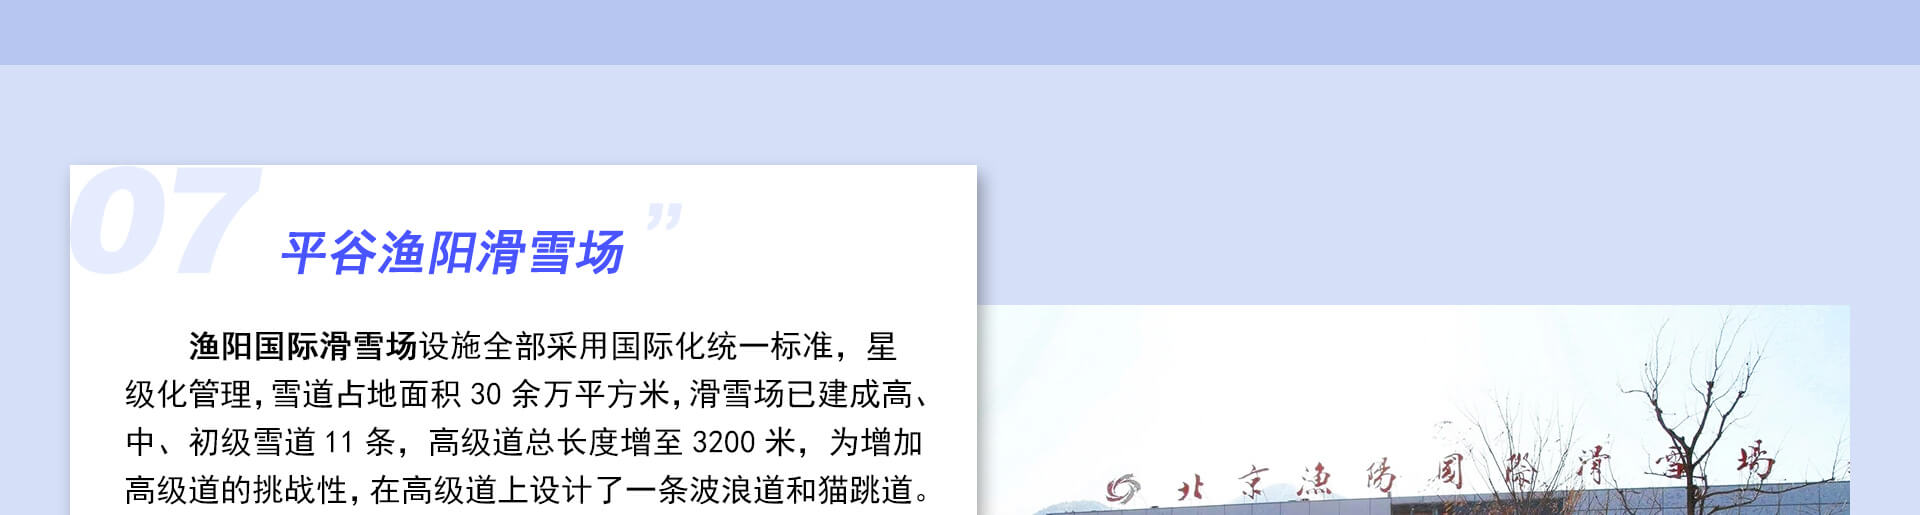 07
平谷渔阳滑雪场”
渔阳国际滑雪场设施全部采用国际化统一标准，星
级化管理，雪道占地面积 30 余万平方米，滑雪场已建成高、
中、初级雪道 11 条，高级道总长度增至 3200 米，为增加
高级道的挑战性，在高级道上设计了一条波浪道和猫跳道。
北京渔阳国际滑雪場